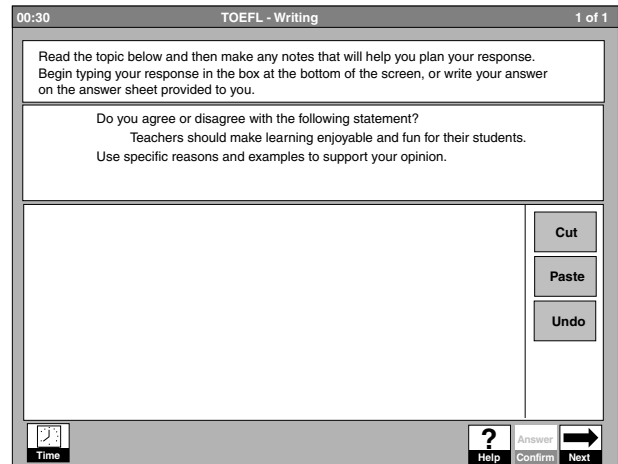 00:30 TOEFL - Writing 1 of 1
Read the topic below and then make any notes that will help you plan your response.
Begin typing your response in the box at the bottom of the screen, or write your answer
on the answer sheet provided to you.
Do you agree or disagree with the following statement?
Teachers should make learning enjoyable and fun for their students.
Use specific reasons and examples to support your opinion.
Cut
Paste
Undo
Time
?
Help
Answer
Confirm
Next